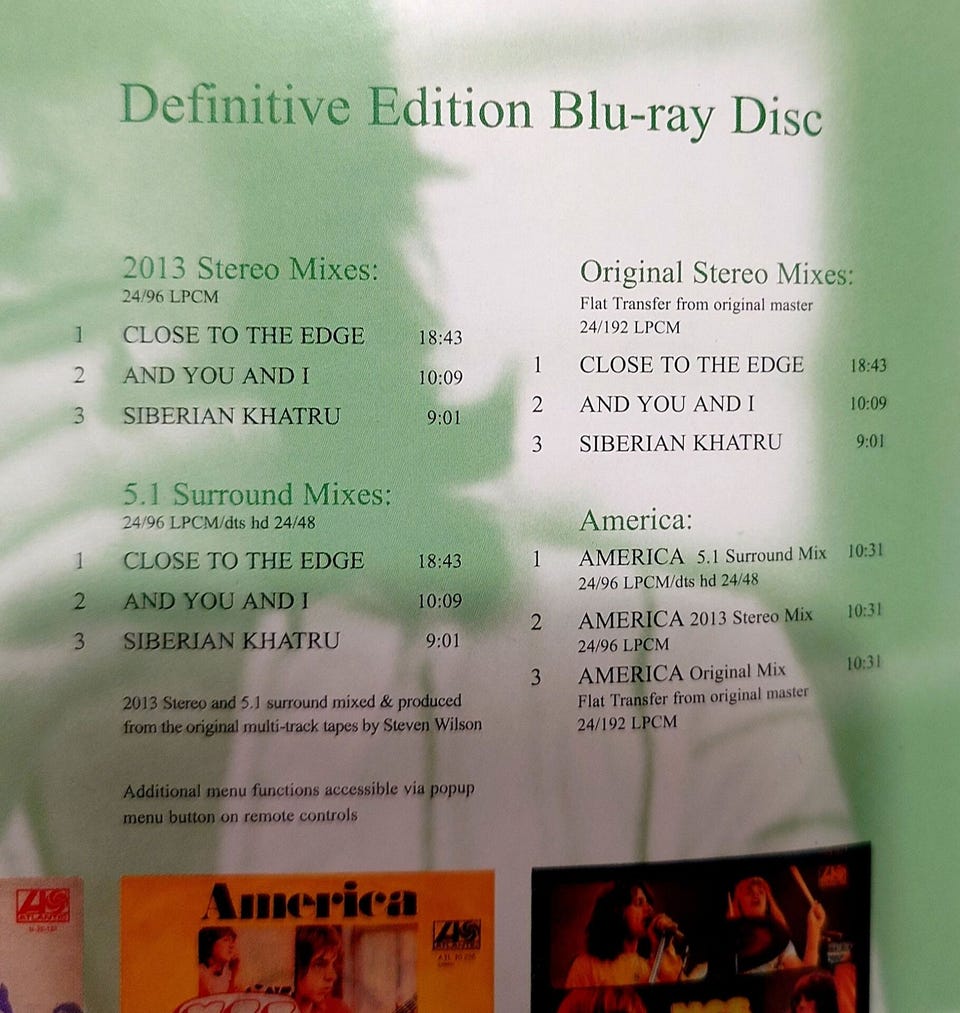 Definitive Edition Blu-ray Disc
2013 Stereo Mixes:
24/96 LPCM
1 CLOSE TO THE EDGE 18:43
2 AND YOU AND I 10:09
3 SIBERIAN KHATRU 9:01
5.1 Surround Mixes:
24/96 LPCM/dts hd 24/48
1 CLOSE TO THE EDGE 18:43
2 AND YOU AND I 10:09
3 SIBERIAN KHATRU 9:01
2013 Stereo and 5.1 surround mixed & produced
from the original multi-track tapes by Steven Wilson
Additional menu functions accessible via popup
menu button on remote controls
Original Stereo Mixes:
Flat Transfer from original master
24/192 LPCM
1 CLOSE TO THE EDGE 18:43
2 AND YOU AND I 10:09
3 SIBERIAN KHATRU 9:01
America:
1 AMERICA 5.1 Surround Mix 10:31
24/96 LPCM/dts hd 24/48
2 AMERICA 2013 Stereo Mix 10:31
24/96 LPCM
3 AMERICA Original Mix 10:31
Flat Transfer from original master
24/192 LPCM
ATLANTIC
America
ATLANTIC